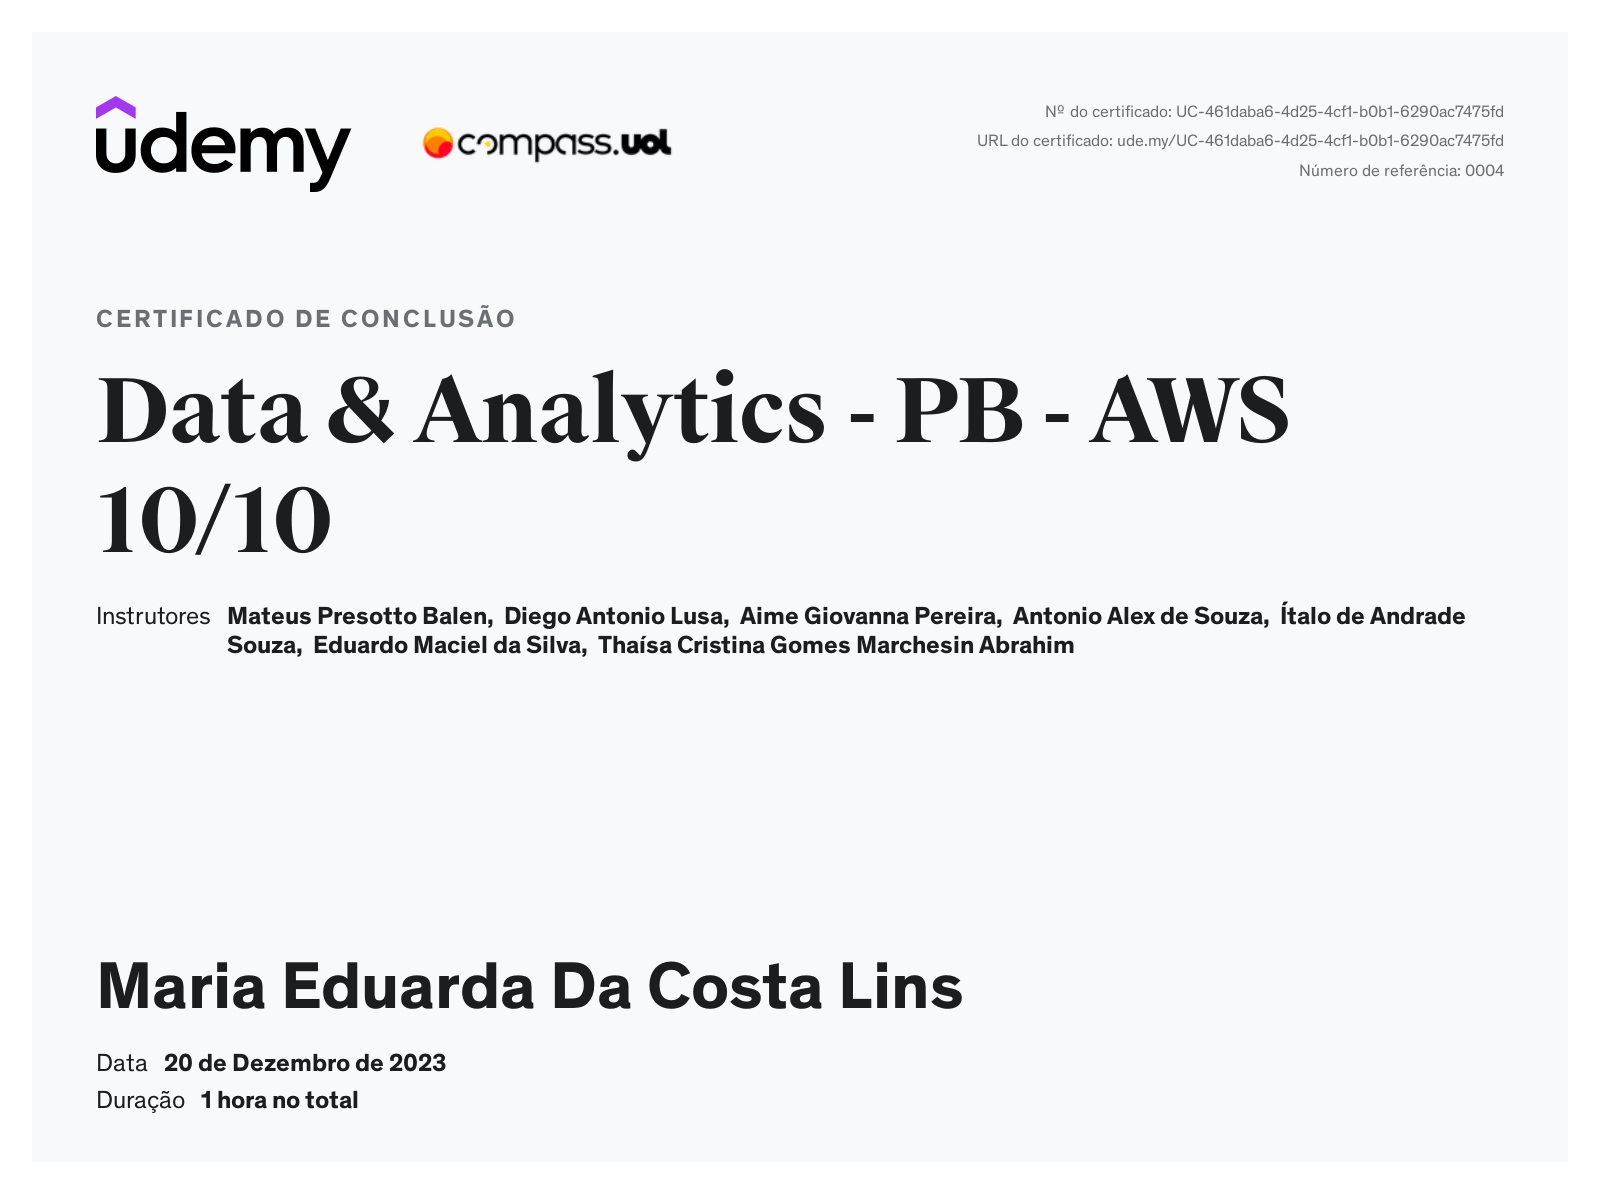 udemy
compass.uol
Nº do certificado: UC-461daba6-4d25-4cf1-b0b1-6290ac7475fd
URL do certificado: ude.my/UC-461daba6-4d25-4cf1-b0b1-6290ac7475fd
Número de referência: 0004
CERTIFICADO DE CONCLUSÃO
Data & Analytics - PB - AWS
10/10
Instrutores Mateus Presotto Balen, Diego Antonio Lusa, Aime Giovanna Pereira, Antonio Alex de Souza, Ítalo de Andrade
Souza, Eduardo Maciel da Silva, Thaísa Cristina Gomes Marchesin Abrahim
Maria Eduarda Da Costa Lins
Data 20 de Dezembro de 2023
Duração 1 hora no total